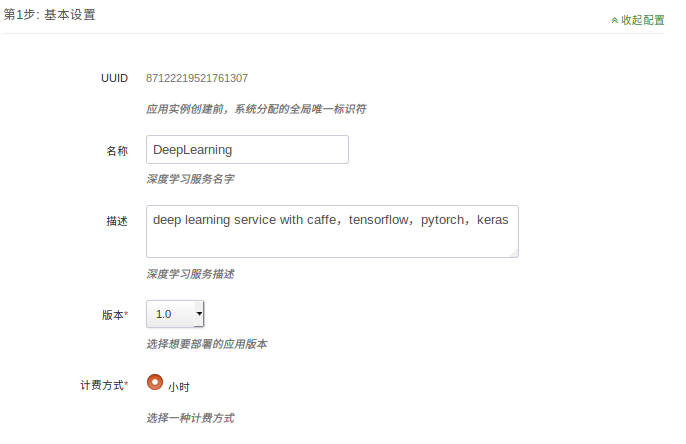 第1步: 基本设置
收起配置
UUID 87122219521761307
应用实例创建前，系统分配的全局唯一标识符
名称 DeepLearning
深度学习服务名字
描述 deep learning service with caffe，tensorflow，pytorch，keras
深度学习服务描述
版本* 1.0
选择想要部署的应用版本
计费方式* 小时
选择一种计费方式